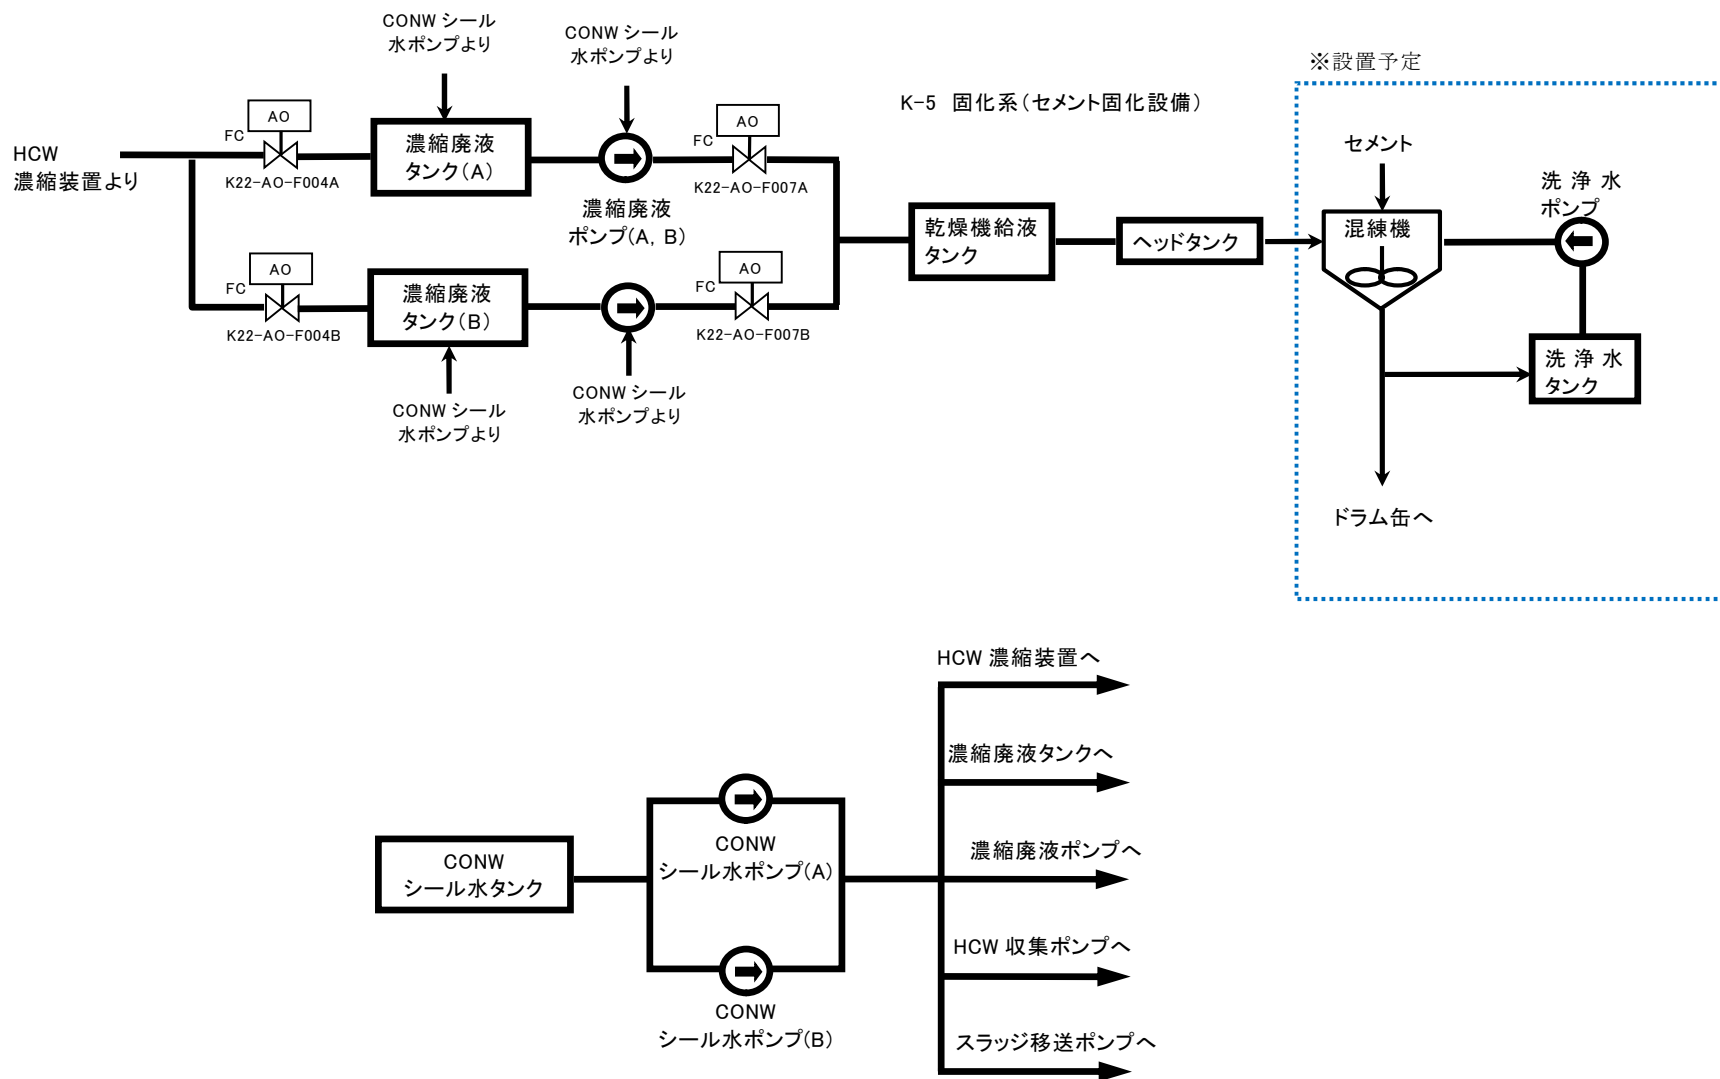 CONW シール
水ポンプより
CONW シール
水ポンプより
※設置予定
K-5 固化系(セメント固化設備)
AO
FC
K22-AO-F004A
HCW
濃縮装置より
濃縮廃液
タンク(A)
濃縮廃液
ポンプ(A, B)
AO
FC
K22-AO-F007A
AO
FC
K22-AO-F004B
濃縮廃液
タンク(B)
AO
FC
K22-AO-F007B
CONW シール
水ポンプより
CONW シール
水ポンプより
乾燥機給液
タンク
ヘッドタンク
セメント
混練機
洗浄水
ポンプ
洗浄水
タンク
ドラム缶へ
HCW 濃縮装置へ
濃縮廃液タンクへ
濃縮廃液ポンプへ
HCW 収集ポンプへ
スラッジ移送ポンプへ
CONW
シール水タンク
CONW
シール水ポンプ(A)
CONW
シール水ポンプ(B)